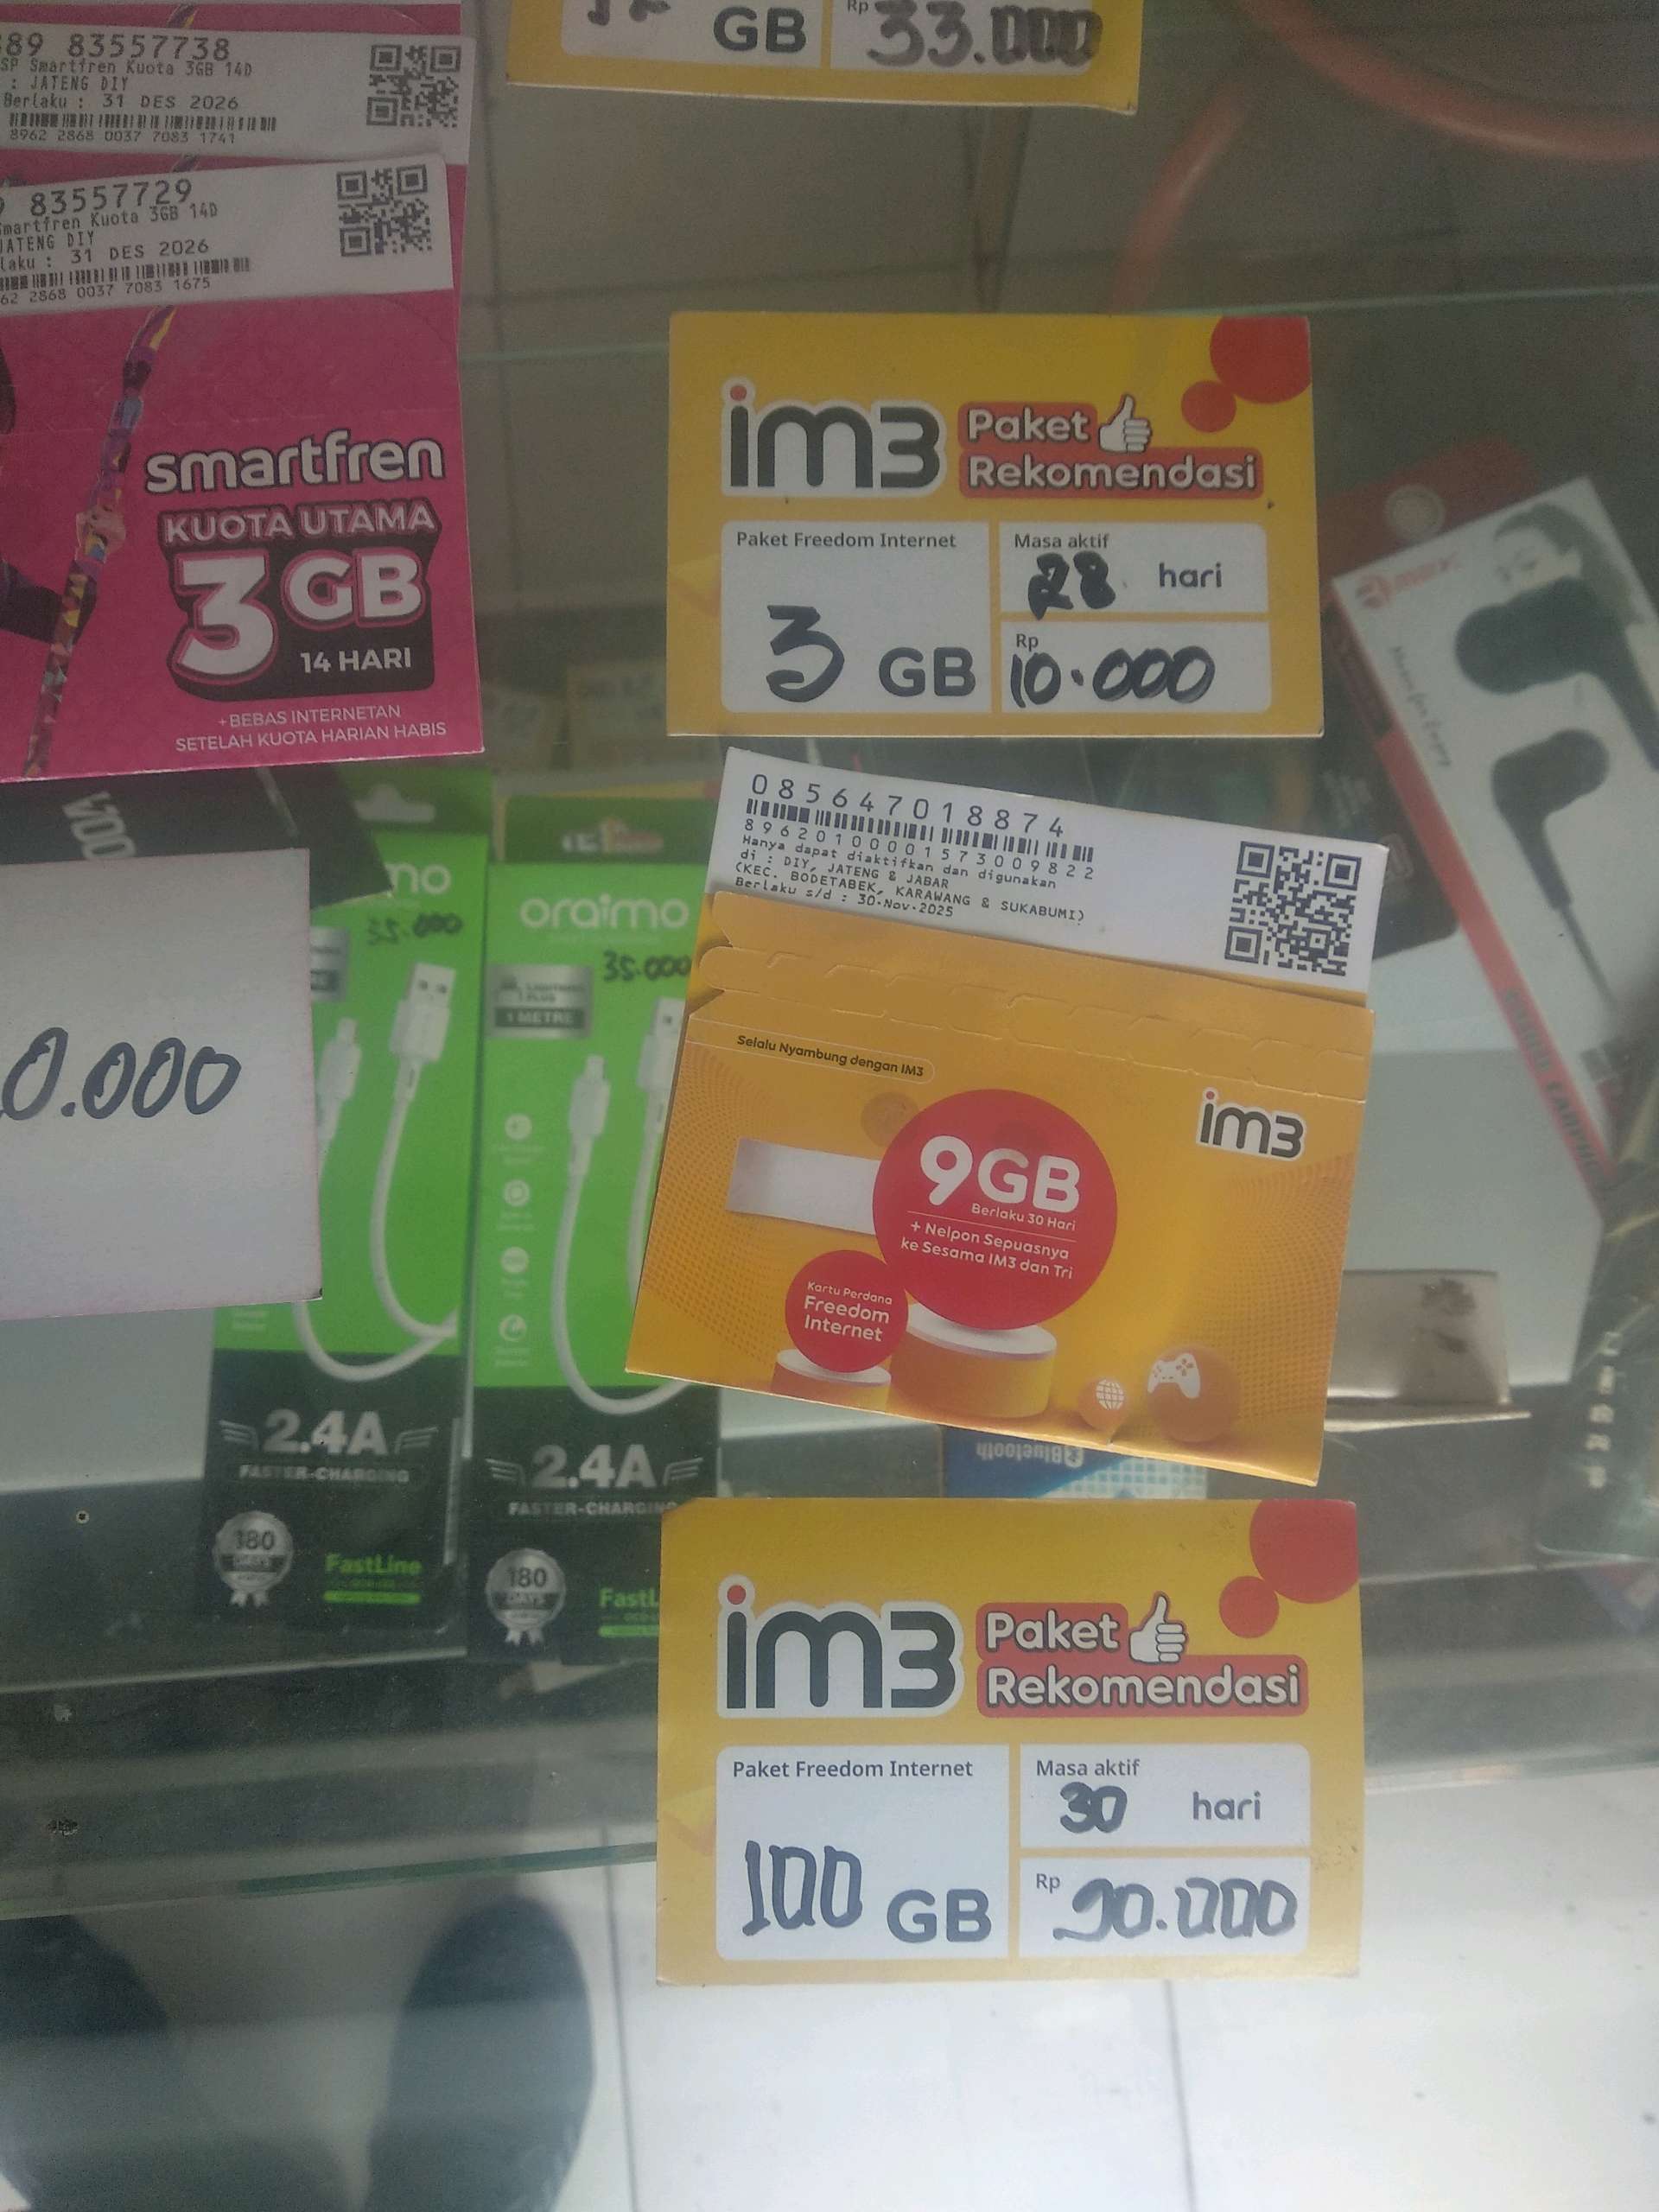 GB
Rp 33.000
89 83557738
SP Smartfren Kuota 3GB 14D
: JATENG DIY
Berlaku : 31 DES 2026
8962 2868 0037 7083 1741
83557729
Smartfren Kuota 3GB 14D
JATENG DIY
laku : 31 DES 2026
62 2868 0037 7083 1675
smartfren
KUOTA UTAMA
3 GB
14 HARI
+BEBAS INTERNETAN
SETELAH KUOTA HARIAN HABIS
im3 Paket
Rekomendasi
Paket Freedom Internet
3 GB
Masa aktif
28 hari
Rp
10.000
085647018874
89620100001573009822
Hanya dapat diaktifkan dan digunakan
di : DIY, JATENG & JABAR
(KEC. BODETABEK, KARAWANG & SUKABUMI)
Berlaku s/d : 30-Nov-2025
Selalu Nyambung dengan IM3
im3
9GB
Berlaku 30 Hari
+ Nelpon Sepuasnya
ke Sesama IM3 dan Tri
Kartu Perdana
Freedom
Internet
0.000
mo
35.000
2.4A
FASTER-CHARGING
180
DAYS
FastLine
oraimo
35.000
1 METRE
2.4A
FASTER-CHARGING
180
DAYS
FastL
Bluetooth
im3 Paket
Rekomendasi
Paket Freedom Internet
100 GB
Masa aktif
30 hari
Rp 90.000